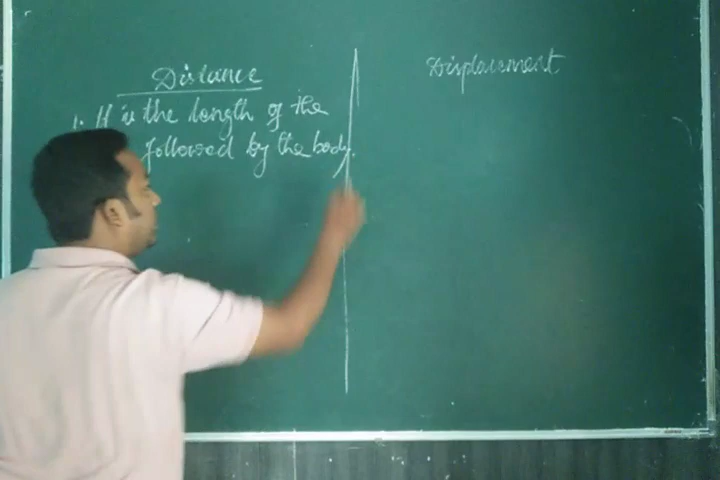 Distance
1. It is the length of the
followed by the body.
Displacement